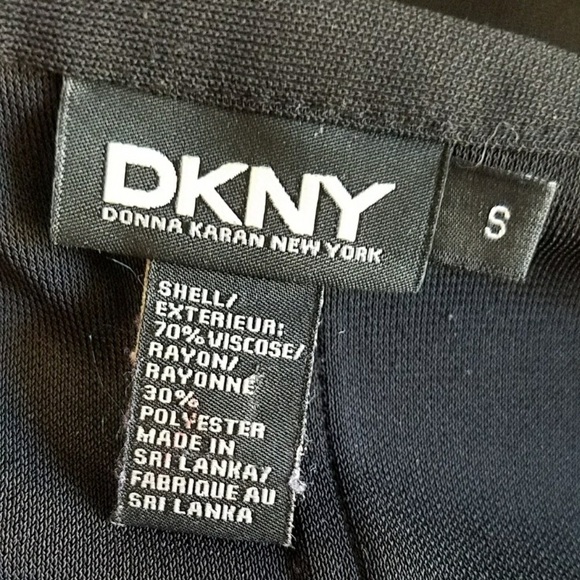 DKNY
DONNA KARAN NEW YORK
S
SHELL/
EXTERIEUR:
70% VISCOSE/
RAYON/
RAYONNE
30%
POLYESTER
MADE IN
SRI LANKA/
FABRIQUE AU
SRI LANKA